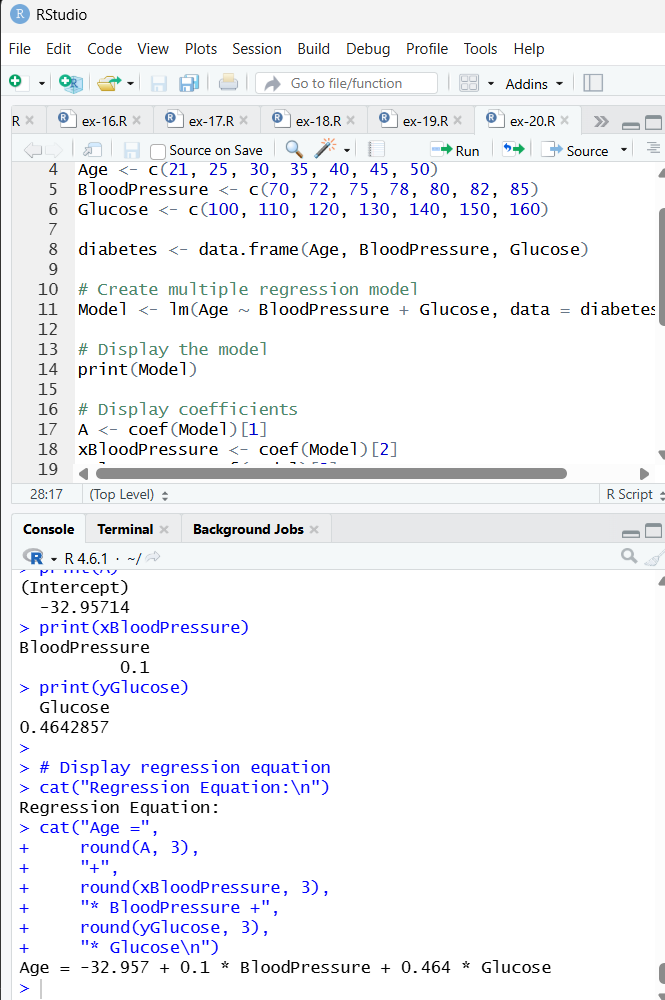 RStudio
File Edit Code View Plots Session Build Debug Profile Tools Help
Go to file/function Addins
R ex-16.R ex-17.R ex-18.R ex-19.R ex-20.R
Source on Save Run Source
4 Age <- c(21, 25, 30, 35, 40, 45, 50)
5 BloodPressure <- c(70, 72, 75, 78, 80, 82, 85)
6 Glucose <- c(100, 110, 120, 130, 140, 150, 160)
7
8 diabetes <- data.frame(Age, BloodPressure, Glucose)
9
10 # Create multiple regression model
11 Model <- lm(Age ~ BloodPressure + Glucose, data = diabetes
12
13 # Display the model
14 print(Model)
15
16 # Display coefficients
17 A <- coef(Model)[1]
18 xBloodPressure <- coef(Model)[2]
19
28:17 (Top Level) R Script
Console Terminal Background Jobs
R 4.6.1 · ~/
> print(A)
(Intercept)
-32.95714
> print(xBloodPressure)
BloodPressure
0.1
> print(yGlucose)
Glucose
0.4642857
>
> # Display regression equation
> cat("Regression Equation:\n")
Regression Equation:
> cat("Age =",
+ round(A, 3),
+ "+",
+ round(xBloodPressure, 3),
+ "* BloodPressure +",
+ round(yGlucose, 3),
+ "* Glucose\n")
Age = -32.957 + 0.1 * BloodPressure + 0.464 * Glucose
>